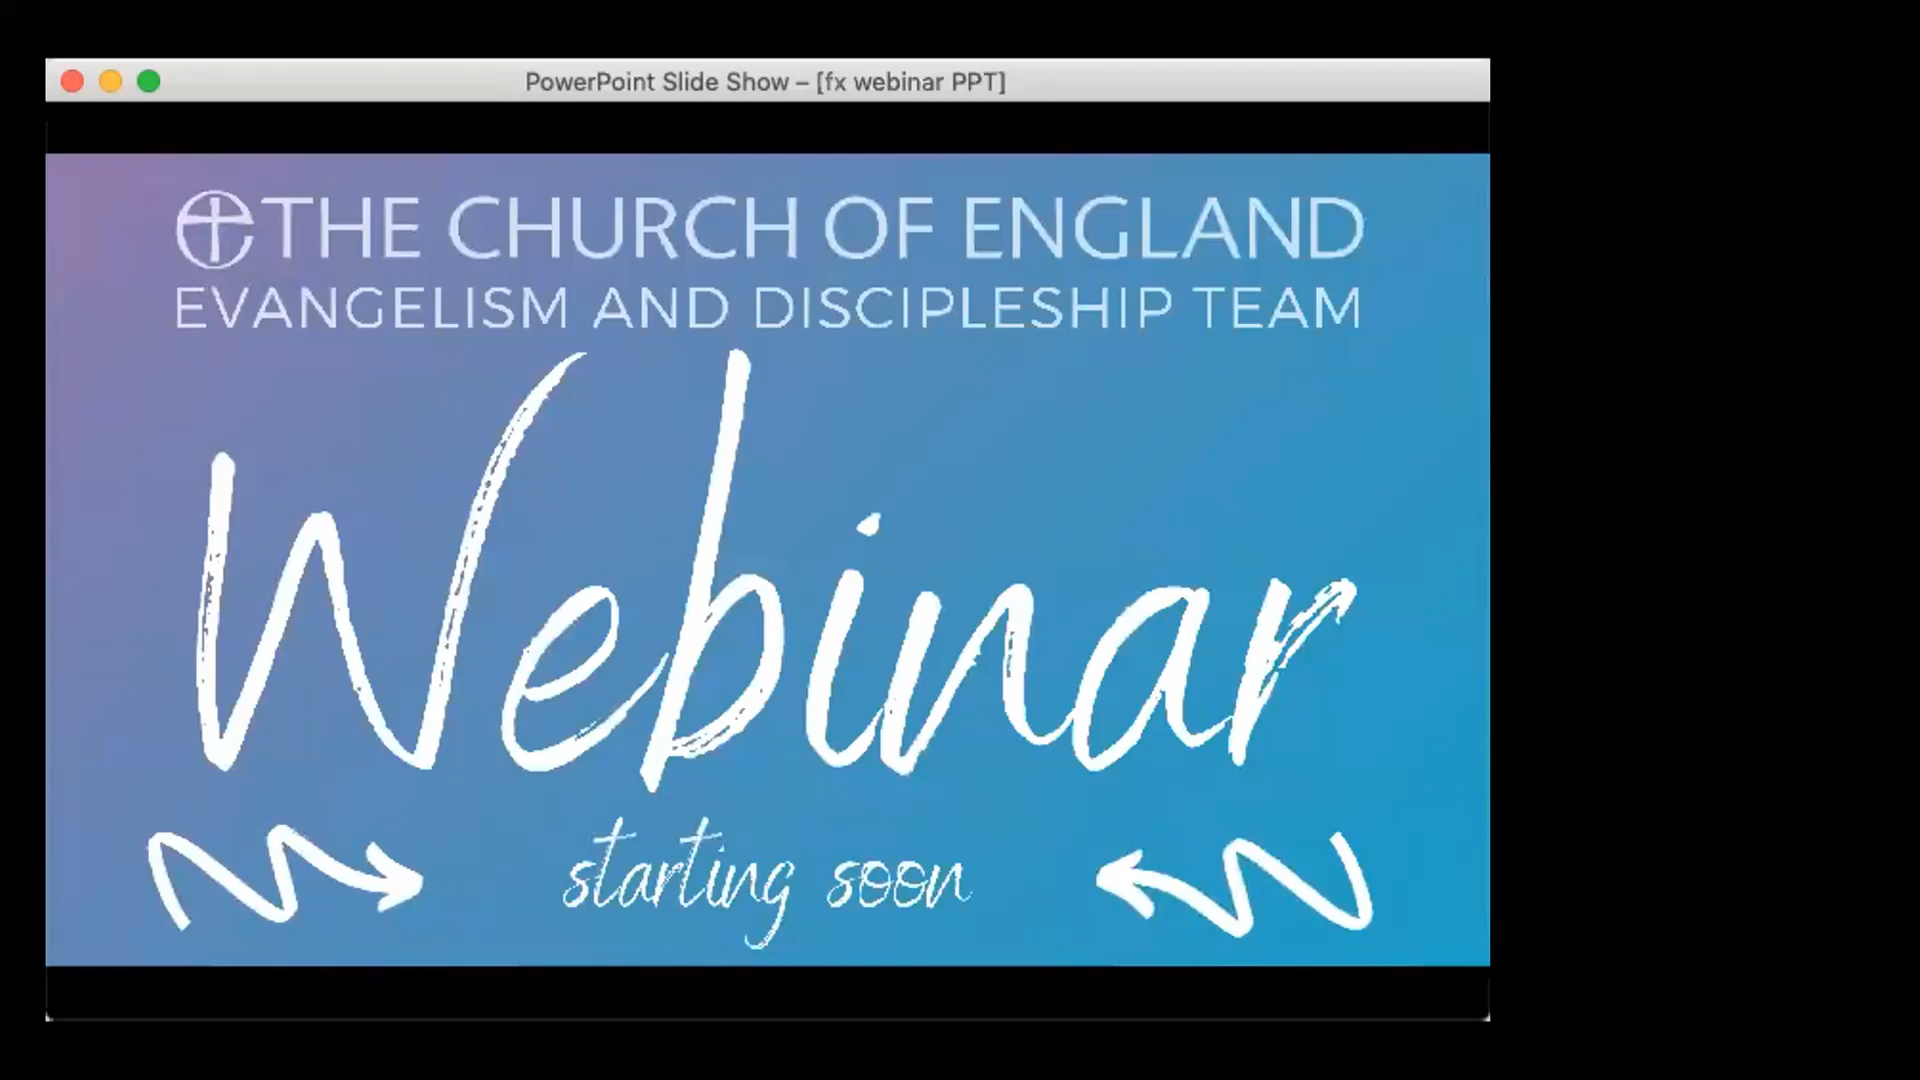 PowerPoint Slide Show – [fx webinar PPT]
THE CHURCH OF ENGLAND
EVANGELISM AND DISCIPLESHIP TEAM
Webinar
starting soon